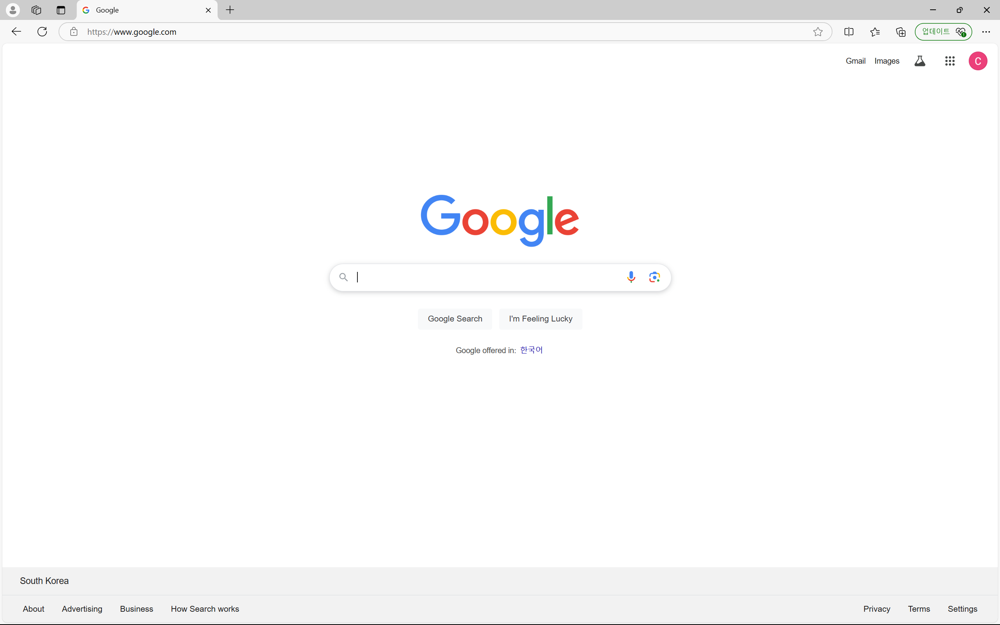 Google
https://www.google.com
업데이트
Gmail Images
C
Google
Google Search I'm Feeling Lucky
Google offered in: 한국어
South Korea
About Advertising Business How Search works Privacy Terms Settings